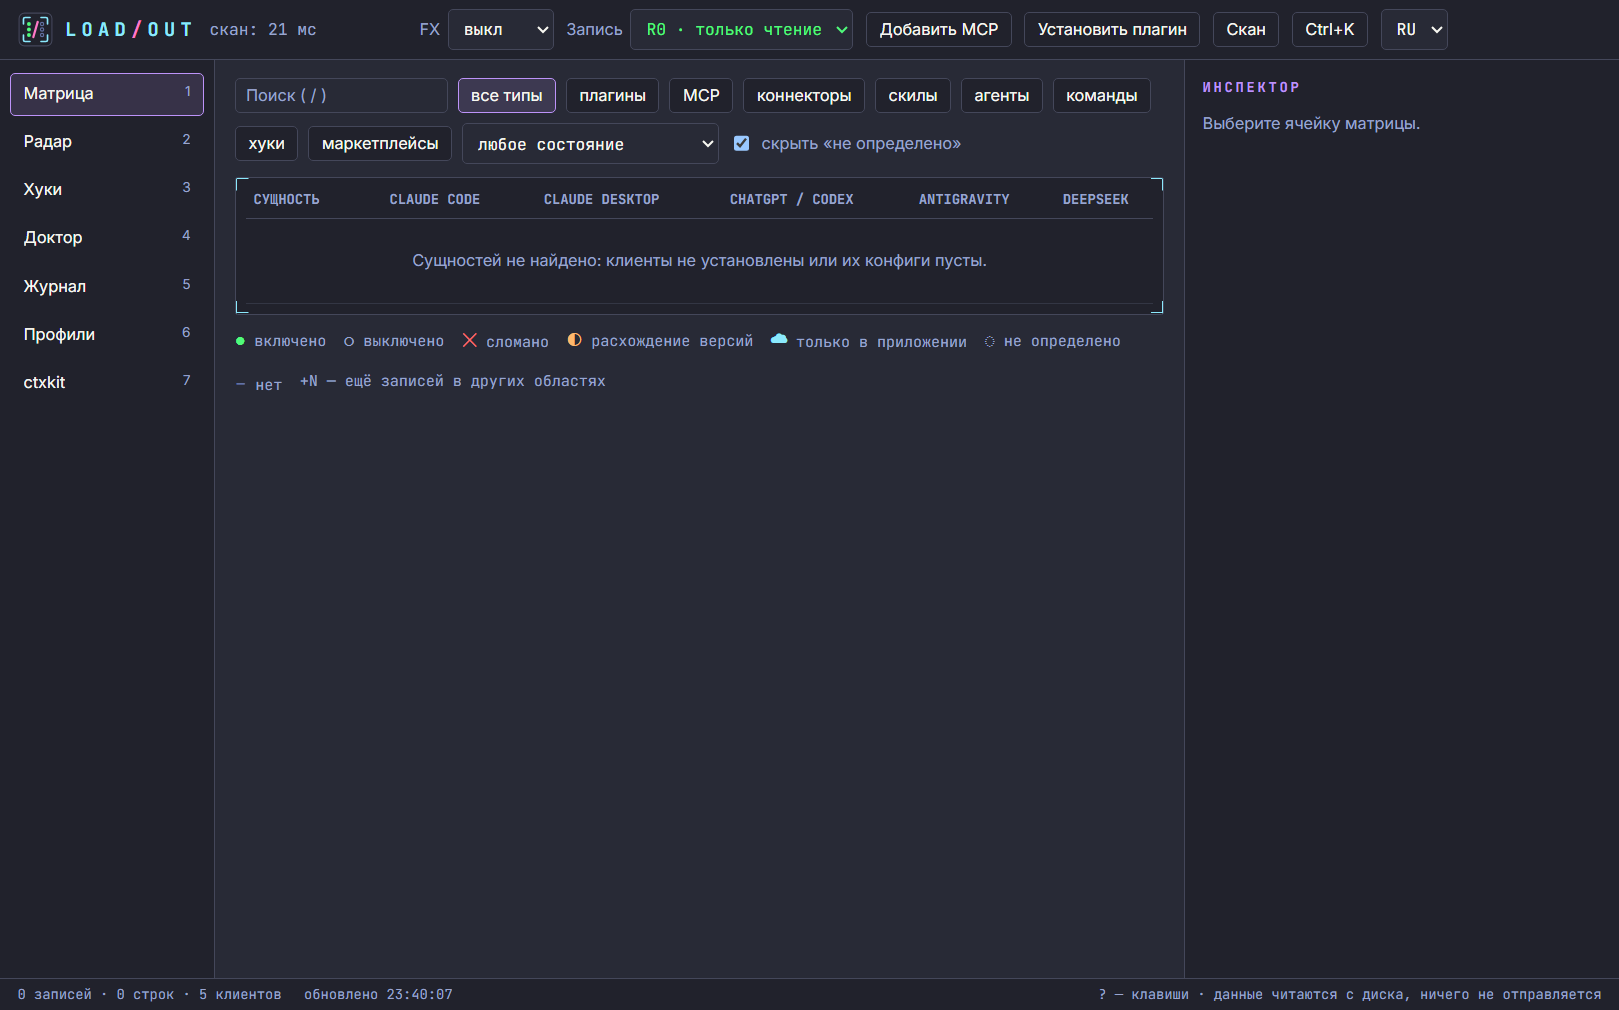 LOAD/OUT скан: 21 мс FX выкл Запись R0 · только чтение Добавить MCP Установить плагин Скан Ctrl+K RU
Матрица 1
Радар 2
Хуки 3
Доктор 4
Журнал 5
Профили 6
ctxkit 7
Поиск ( / ) все типы плагины MCP коннекторы скилы агенты команды
хуки маркетплейсы любое состояние скрыть «не определено»
СУЩНОСТЬ CLAUDE CODE CLAUDE DESKTOP CHATGPT / CODEX ANTIGRAVITY DEEPSEEK
Сущностей не найдено: клиенты не установлены или их конфиги пусты.
включено выключено сломано расхождение версий только в приложении не определено
— нет +N — ещё записей в других областях
ИНСПЕКТОР
Выберите ячейку матрицы.
0 записей · 0 строк · 5 клиентов обновлено 23:40:07
? — клавиши · данные читаются с диска, ничего не отправляется